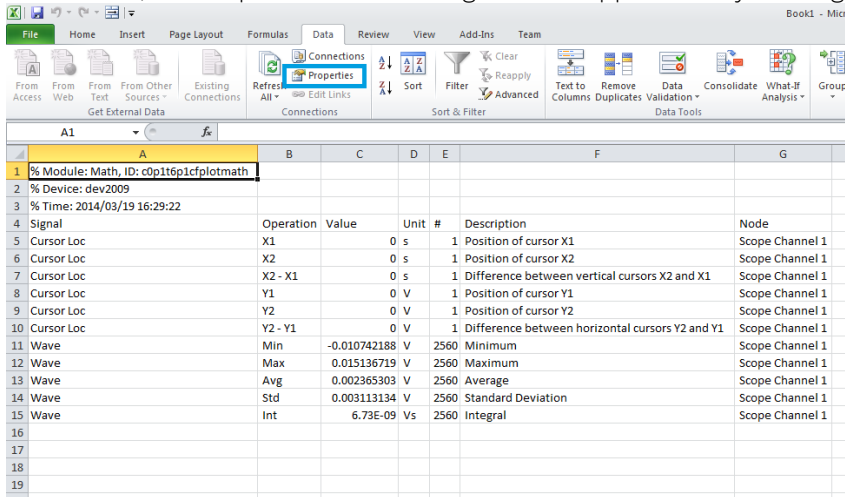 Book1 - Micr
File Home Insert Page Layout Formulas Data Review View Add-Ins Team
Connections
Properties
Edit Links
Clear
Reapply
Advanced
From Access From Web From Text From Other Sources Existing Connections Refresh All Sort Filter Text to Columns Remove Duplicates Data Validation Consolidate What-If Analysis Group
Get External Data Connections Sort & Filter Data Tools
A1 fx
A B C D E F G
1 % Module: Math, ID: c0p1t6p1cfplotmath
2 % Device: dev2009
3 % Time: 2014/03/19 16:29:22
4 Signal Operation Value Unit # Description Node
5 Cursor Loc X1 0 s 1 Position of cursor X1 Scope Channel 1
6 Cursor Loc X2 0 s 1 Position of cursor X2 Scope Channel 1
7 Cursor Loc X2 - X1 0 s 1 Difference between vertical cursors X2 and X1 Scope Channel 1
8 Cursor Loc Y1 0 V 1 Position of cursor Y1 Scope Channel 1
9 Cursor Loc Y2 0 V 1 Position of cursor Y2 Scope Channel 1
10 Cursor Loc Y2 - Y1 0 V 1 Difference between horizontal cursors Y2 and Y1 Scope Channel 1
11 Wave Min -0.010742188 V 2560 Minimum Scope Channel 1
12 Wave Max 0.015136719 V 2560 Maximum Scope Channel 1
13 Wave Avg 0.002365303 V 2560 Average Scope Channel 1
14 Wave Std 0.003113134 V 2560 Standard Deviation Scope Channel 1
15 Wave Int 6.73E-09 Vs 2560 Integral Scope Channel 1
16
17
18
19